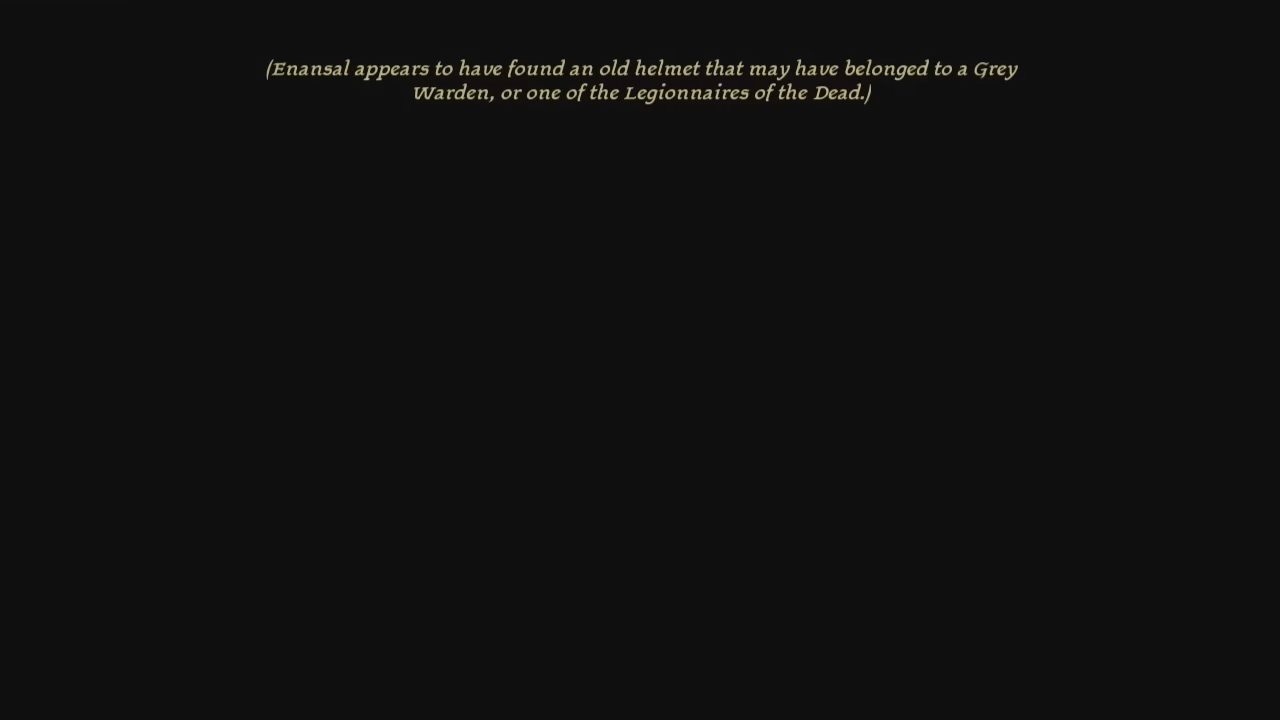 (Enansal appears to have found an old helmet that may have belonged to a Grey
Warden, or one of the Legionnaires of the Dead.)